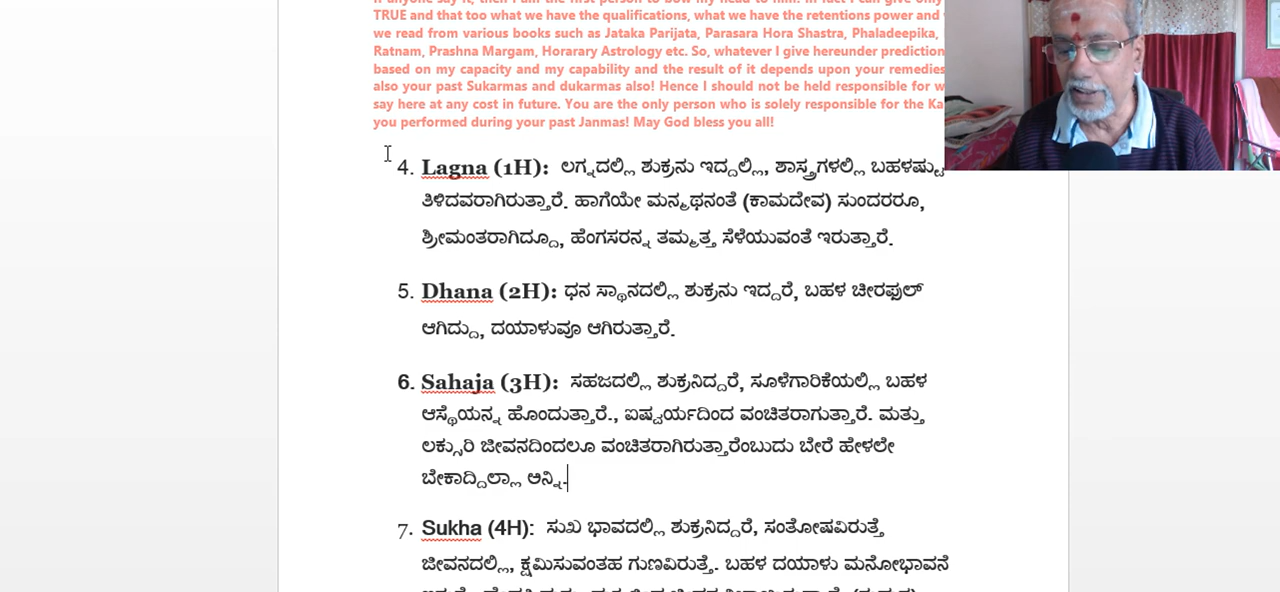 TRUE and that too what we have the qualifications, what we have the retentions power and
we read from various books such as Jataka Parijata, Parasara Hora Shastra, Phaladeepika,
Ratnam, Prashna Margam, Horarary Astrology etc. So, whatever I give hereunder prediction
based on my capacity and my capability and the result of it depends upon your remedies
also your past Sukarmas and dukarmas also! Hence I should not be held responsible for w
say here at any cost in future. You are the only person who is solely responsible for the Ka
you performed during your past Janmas! May God bless you all!
4. Lagna (1H): ಲಗ್ನದಲ್ಲಿ ಶುಕ್ರನು ಇದ್ದಲ್ಲಿ, ಶಾಸ್ತ್ರಗಳಲ್ಲಿ ಬಹಳಷ್ಟು
ತಿಳಿದವರಾಗಿರುತ್ತಾರೆ. ಹಾಗೆಯೇ ಮನ್ಮಥನಂತೆ (ಕಾಮದೇವ) ಸುಂದರರೂ,
ಶ್ರೀಮಂತರಾಗಿದ್ದೂ, ಹೆಂಗಸರನ್ನ ತಮ್ಮತ್ತ ಸೆಳೆಯುವಂತೆ ಇರುತ್ತಾರೆ.
5. Dhana (2H): ಧನ ಸ್ಥಾನದಲ್ಲಿ ಶುಕ್ರನು ಇದ್ದರೆ, ಬಹಳ ಚೀರಫುಲ್
ಆಗಿದ್ದು, ದಯಾಳುವೂ ಆಗಿರುತ್ತಾರೆ.
6. Sahaja (3H): ಸಹಜದಲ್ಲಿ ಶುಕ್ರನಿದ್ದರೆ, ಸೂಳೆಗಾರಿಕೆಯಲ್ಲಿ ಬಹಳ
ಆಸ್ಥೆಯನ್ನ ಹೊಂದುತ್ತಾರೆ., ಐಷ್ವರ್ಯದಿಂದ ವಂಚಿತರಾಗುತ್ತಾರೆ. ಮತ್ತು
ಲಕ್ಸುರಿ ಜೀವನದಿಂದಲೂ ವಂಚಿತರಾಗಿರುತ್ತಾರೆಂಬುದು ಬೇರೆ ಹೇಳಲೇ
ಬೇಕಾದ್ದಿಲ್ಲಾ ಅನ್ನಿ.
7. Sukha (4H): ಸುಖ ಭಾವದಲ್ಲಿ ಶುಕ್ರನಿದ್ದರೆ, ಸಂತೋಷವಿರುತ್ತೆ
ಜೀವನದಲ್ಲಿ, ಕ್ಷಮಿಸುವಂತಹ ಗುಣವಿರುತ್ತೆ. ಬಹಳ ದಯಾಳು ಮನೋಭಾವನೆ